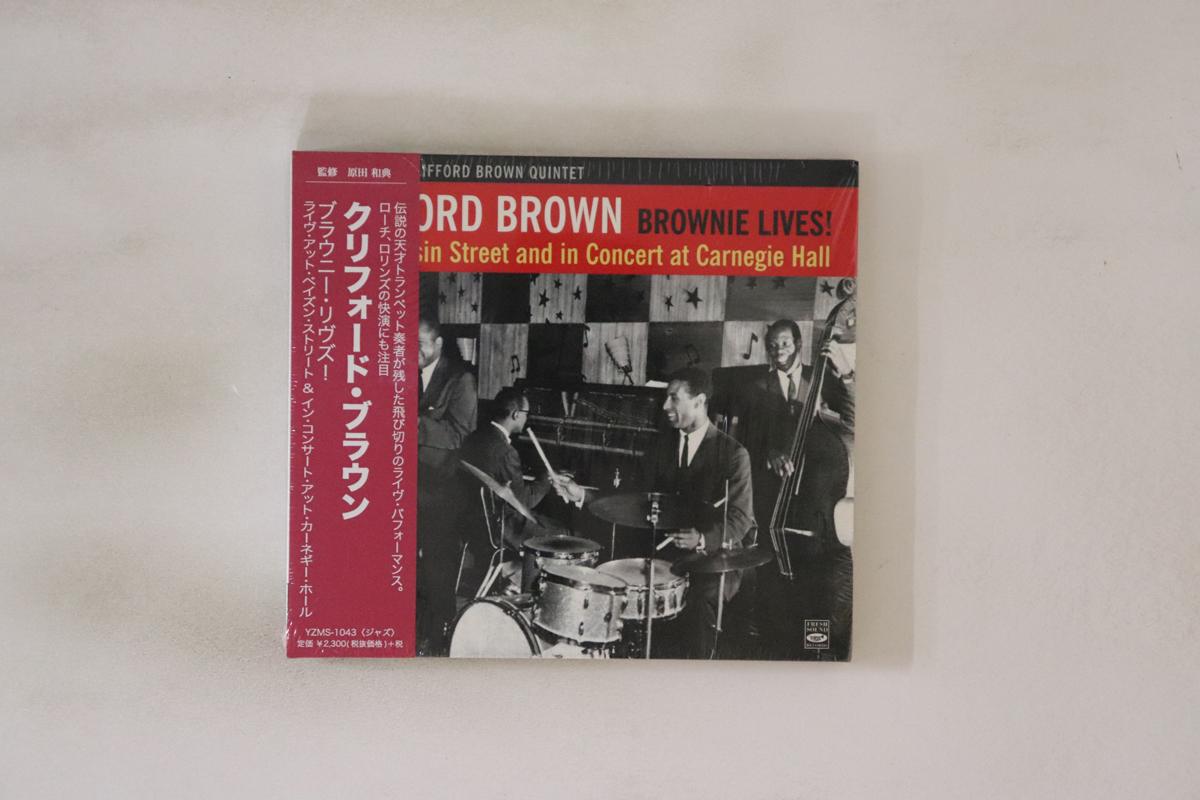 監修 原田和典
伝説の天才トランペット奏者が残した飛び切りのライヴ・パフォーマンス。
ローチ、ロリンズの快演にも注目
クリフォード・ブラウン
ブラウニー・リヴズ!
ライヴ・アット・ベイズン・ストリート & イン・コンサート・アット・カーネギー・ホール
YZMS-1043〈ジャズ〉
定価 ¥2,300(税抜価格)+税
IFFORD BROWN QUINTET
ORD BROWN BROWNIE LIVES!
sin Street and in Concert at Carnegie Hall
FRESH
SOUND
RECORDS